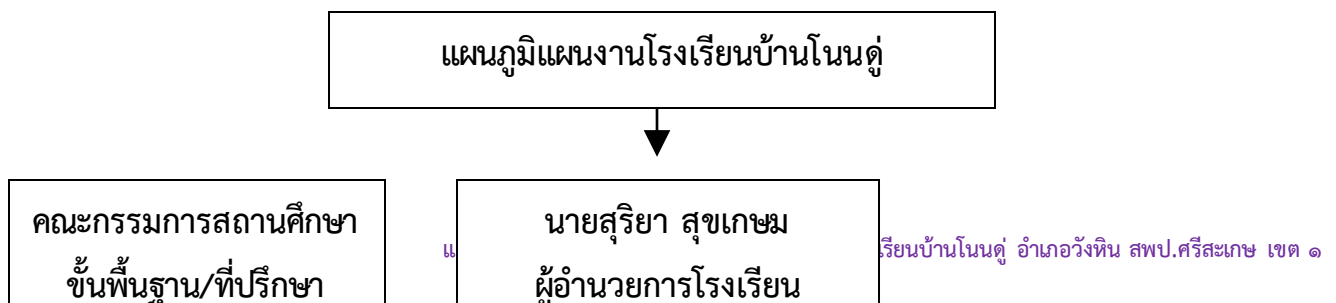 แผนภูมิแผนงานโรงเรียนบ้านโนนดู่
คณะกรรมการสถานศึกษา
ขั้นพื้นฐาน/ที่ปรึกษา
นายสุริยา สุขเกษม
ผู้อำนวยการโรงเรียน
เรียนบ้านโนนดู่ อำเภอวังหิน สพป.ศรีสะเกษ เขต ๑